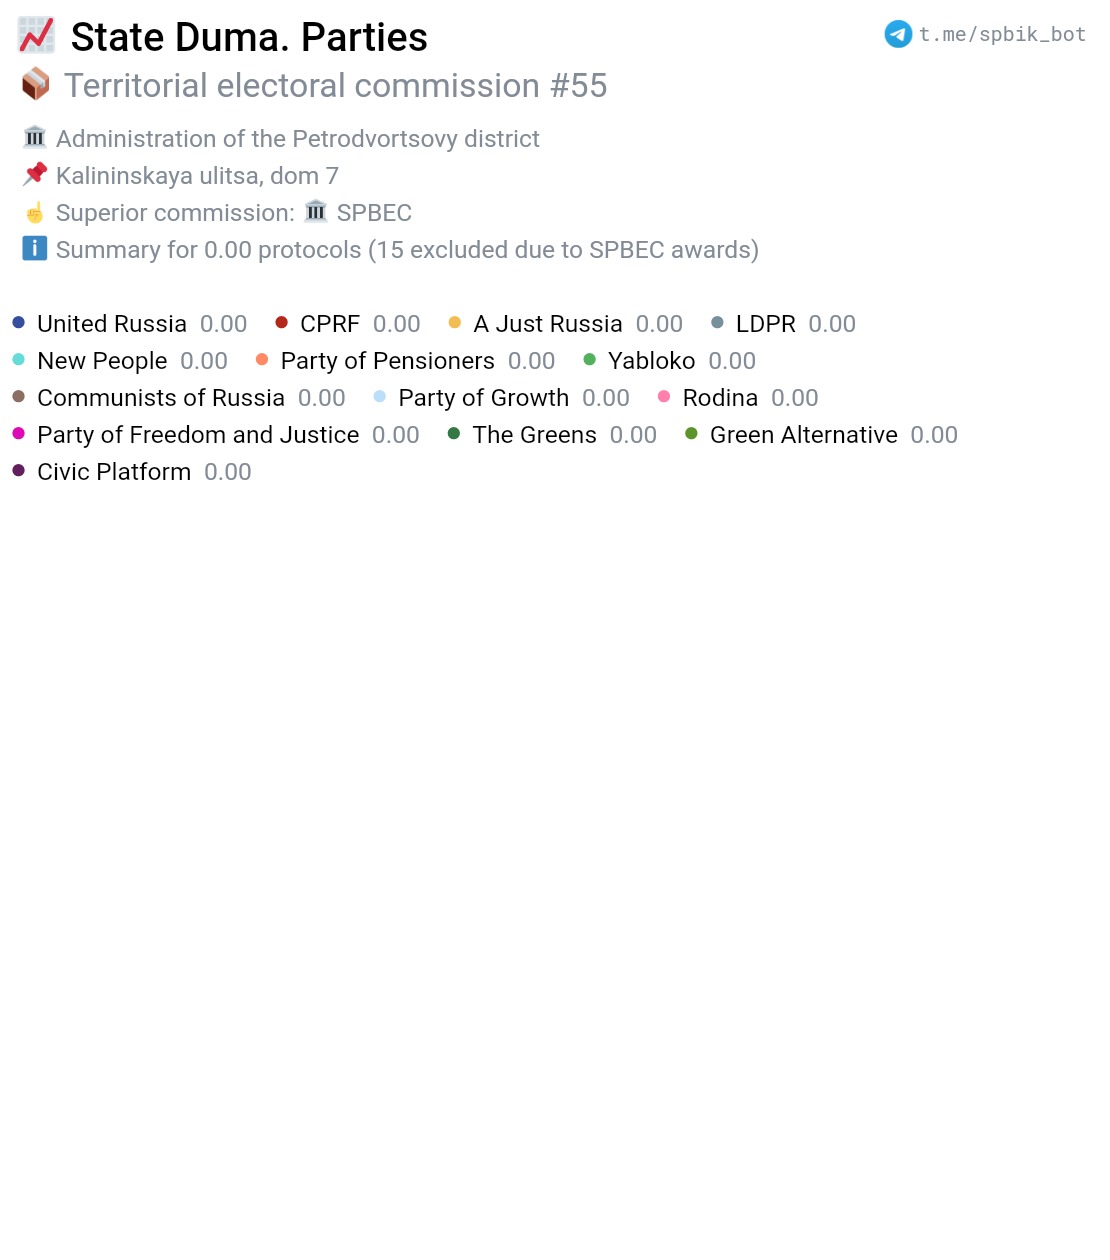 State Duma. Parties
t.me/spbik_bot
Territorial electoral commission #55
Administration of the Petrodvortsovy district
Kalininskaya ulitsa, dom 7
Superior commission: SPBEC
Summary for 0.00 protocols (15 excluded due to SPBEC awards)
United Russia 0.00 CPRF 0.00 A Just Russia 0.00 LDPR 0.00
New People 0.00 Party of Pensioners 0.00 Yabloko 0.00
Communists of Russia 0.00 Party of Growth 0.00 Rodina 0.00
Party of Freedom and Justice 0.00 The Greens 0.00 Green Alternative 0.00
Civic Platform 0.00